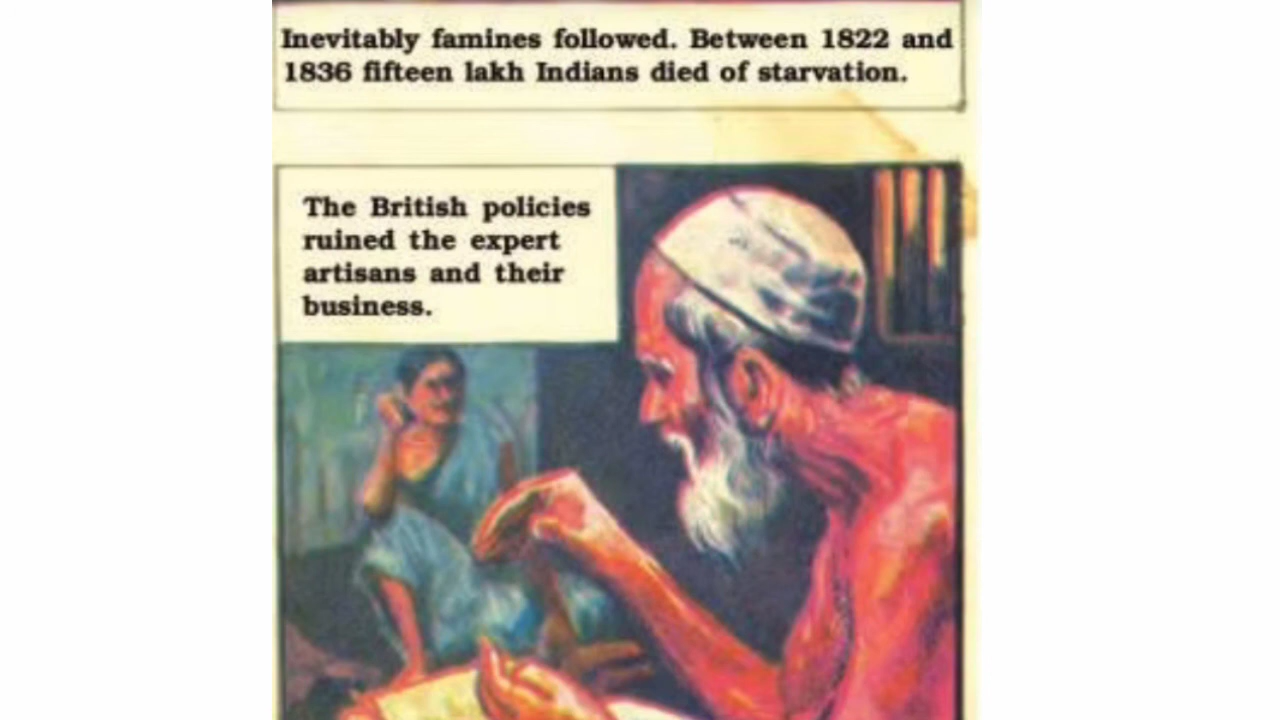 Inevitably famines followed. Between 1822 and
1836 fifteen lakh Indians died of starvation.
The British policies
ruined the expert
artisans and their
business.